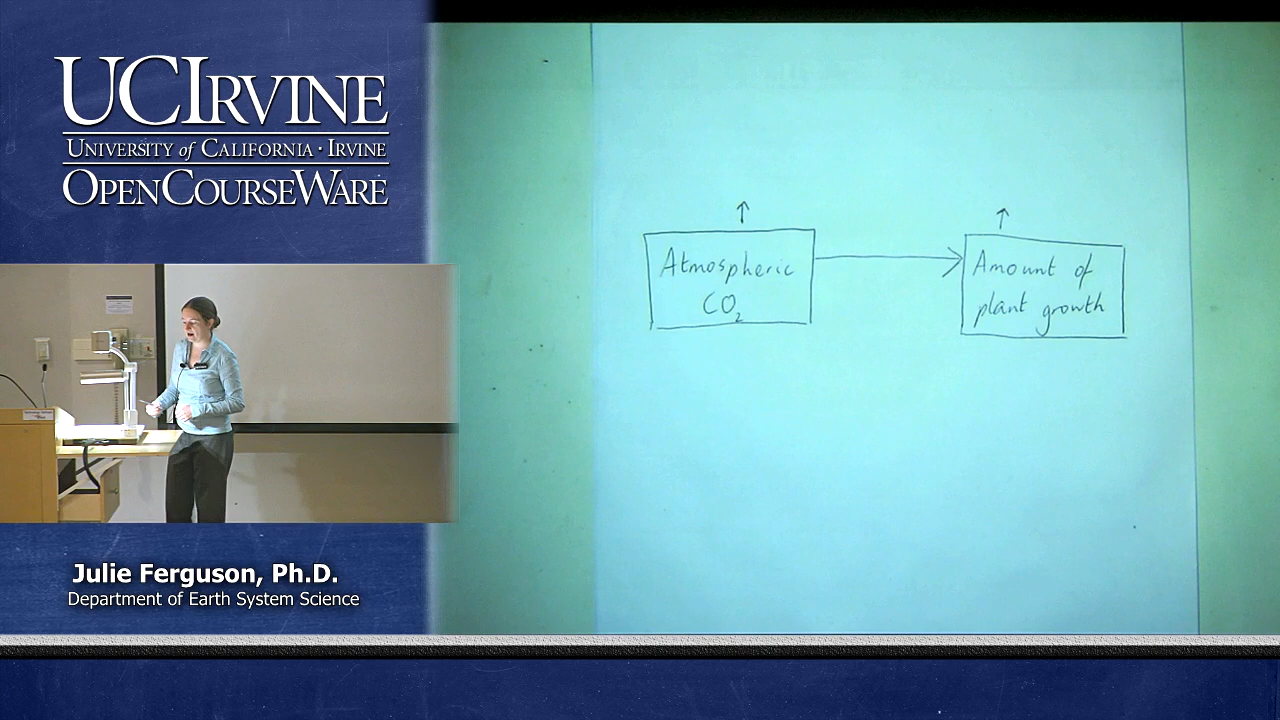 UCIRVINE
UNIVERSITY of CALIFORNIA · IRVINE
OPENCOURSEWARE
↑
Atmospheric
CO₂
↑
Amount of
plant growth
Julie Ferguson, Ph.D.
Department of Earth System Science